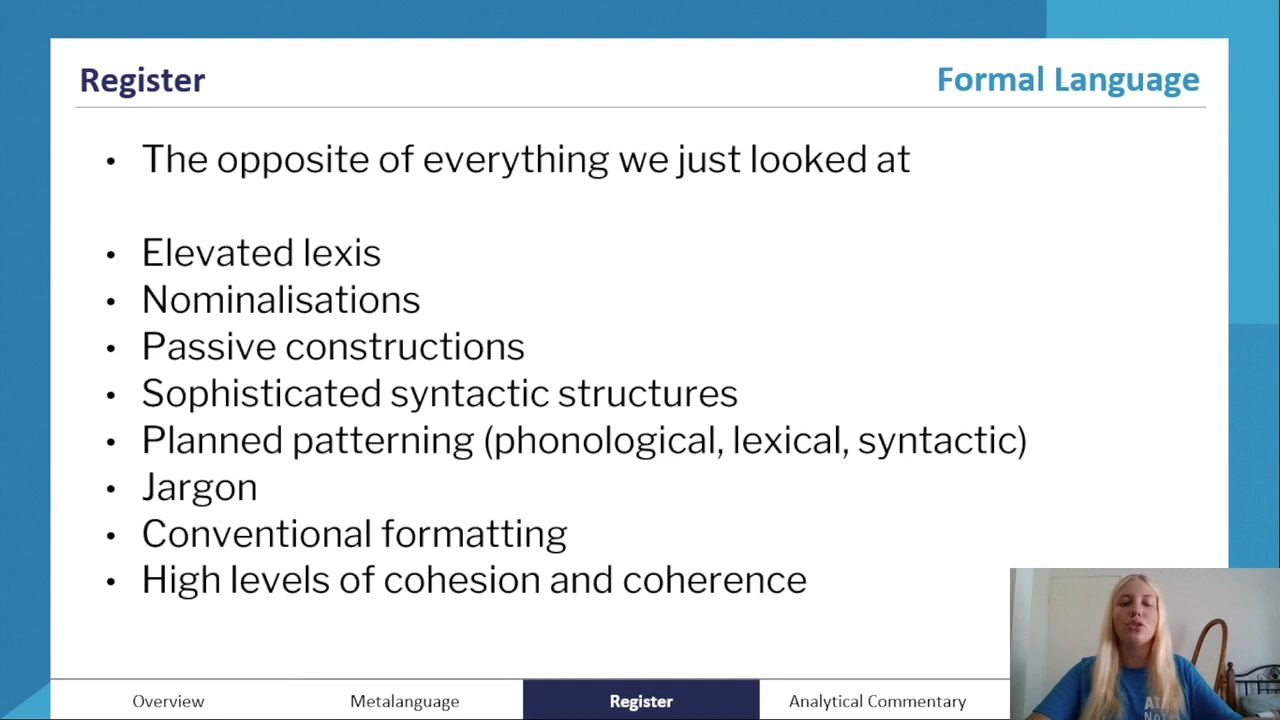 Register
Formal Language
• The opposite of everything we just looked at
• Elevated lexis
• Nominalisations
• Passive constructions
• Sophisticated syntactic structures
• Planned patterning (phonological, lexical, syntactic)
• Jargon
• Conventional formatting
• High levels of cohesion and coherence
Overview
Metalanguage
Register
Analytical Commentary